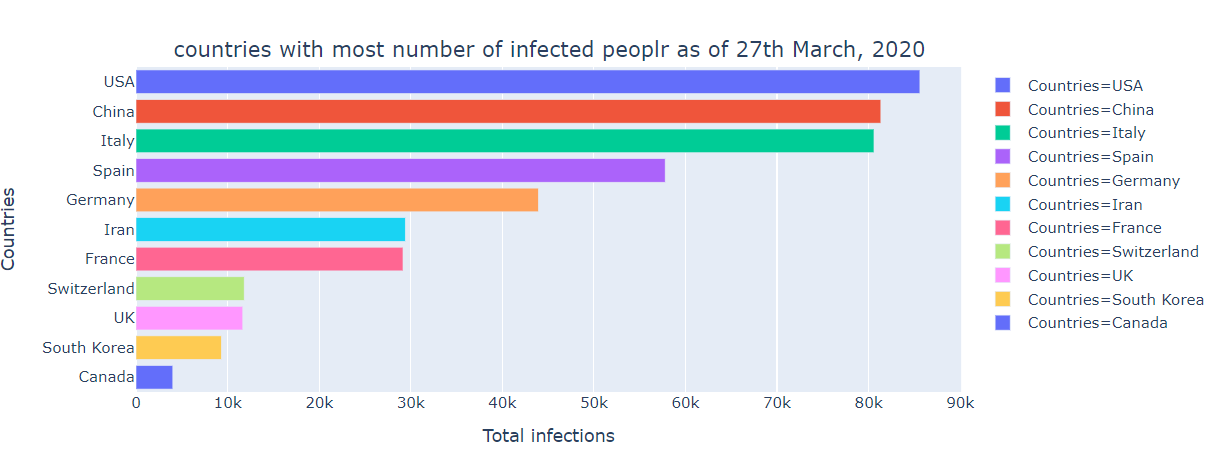 countries with most number of infected peoplr as of 27th March, 2020
Countries
USA
China
Italy
Spain
Germany
Iran
France
Switzerland
UK
South Korea
Canada
0 10k 20k 30k 40k 50k 60k 70k 80k 90k
Total infections
Countries=USA
Countries=China
Countries=Italy
Countries=Spain
Countries=Germany
Countries=Iran
Countries=France
Countries=Switzerland
Countries=UK
Countries=South Korea
Countries=Canada